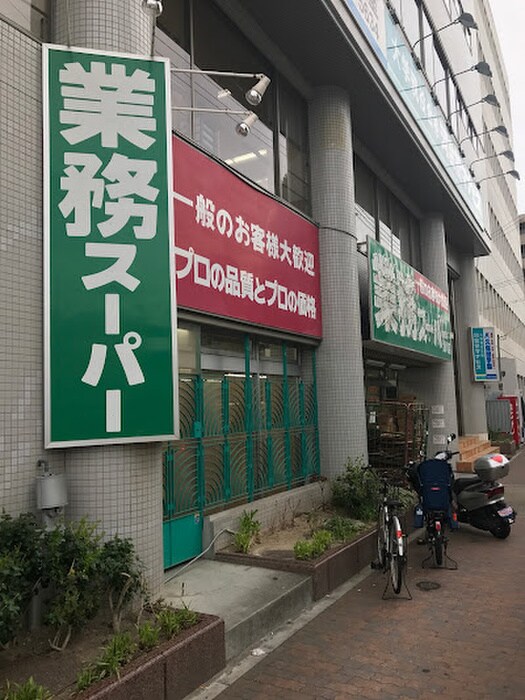 業務スーパー
一般のお客様大歓迎
プロの品質とプロの価格
業務スーパー